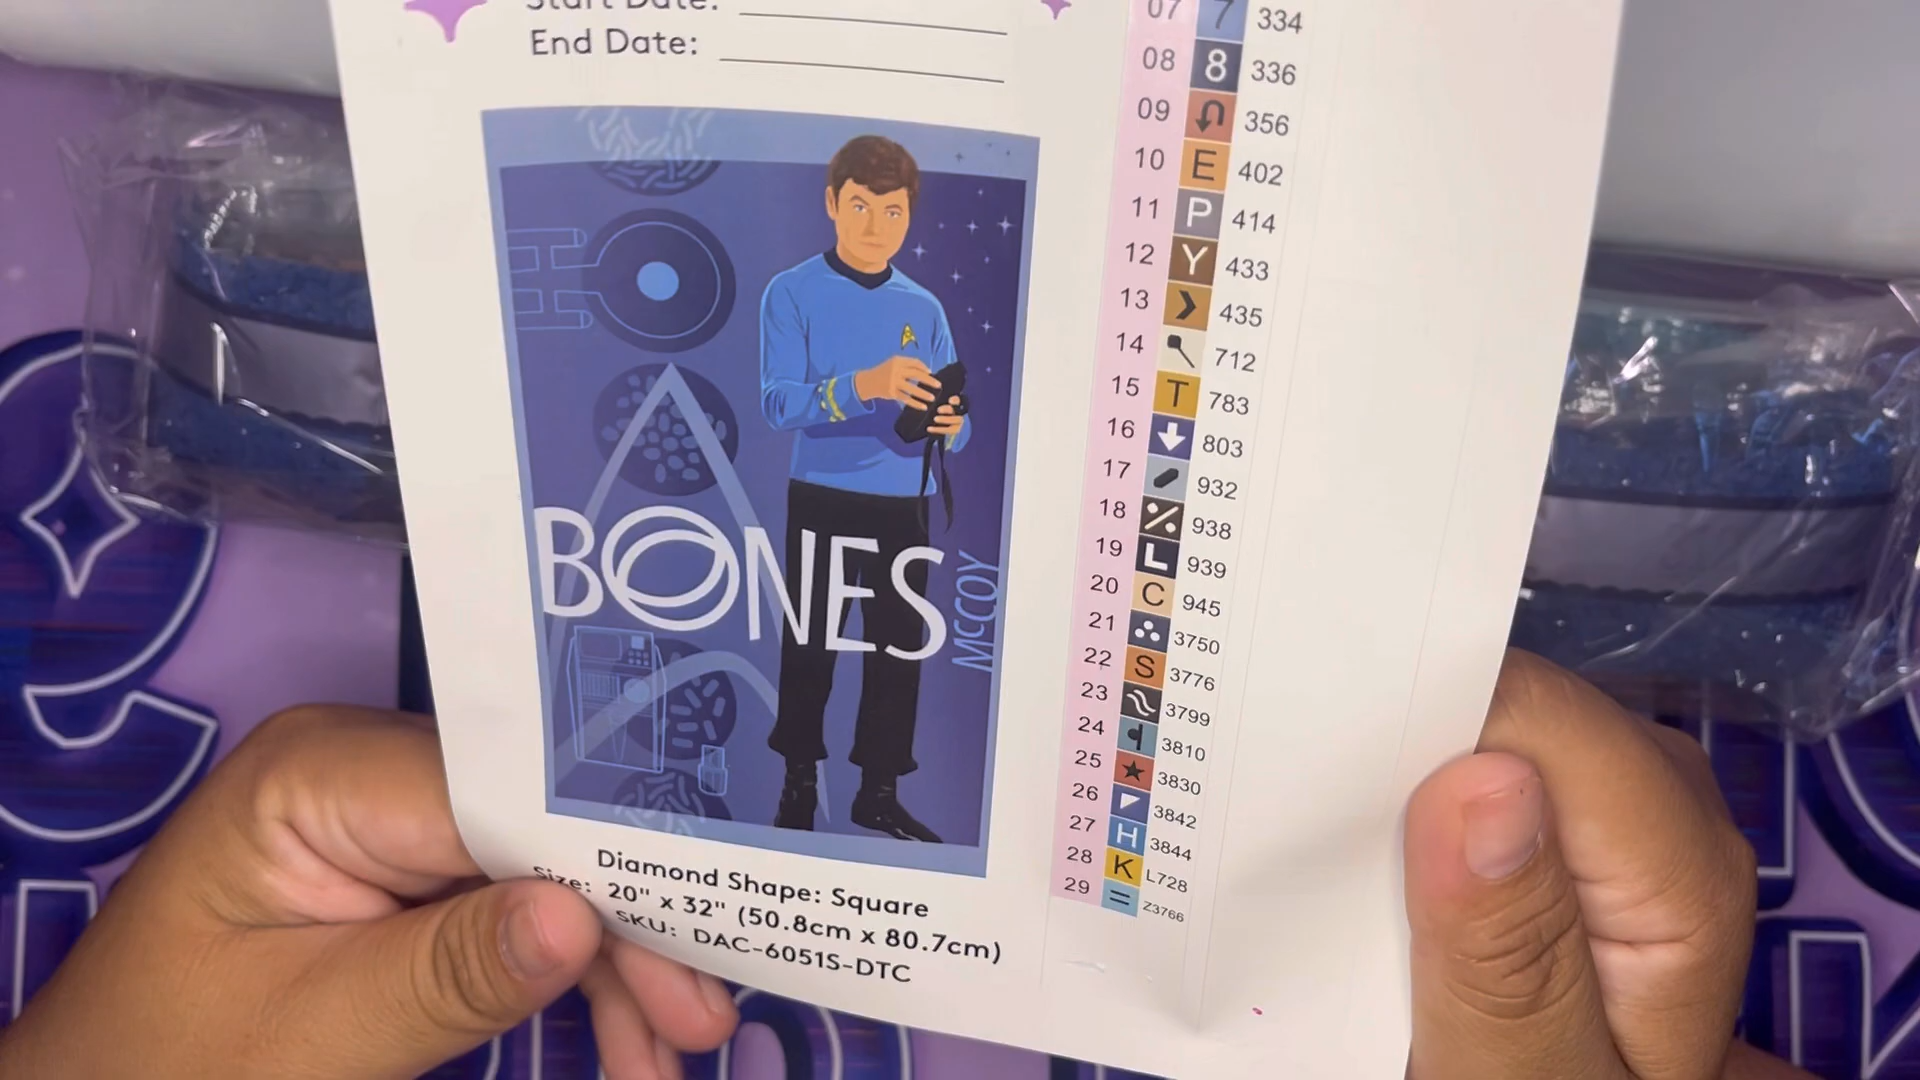 Start Date:
End Date:
BONES
McCOY
Diamond Shape: Square
Size: 20" x 32" (50.8cm x 80.7cm)
SKU: DAC-6051S-DTC
07 7 334
08 8 336
09 356
10 E 402
11 P 414
12 Y 433
13 435
14 712
15 T 783
16 803
17 932
18 938
19 L 939
20 C 945
21 3750
22 S 3776
23 3799
24 3810
25 3830
26 3842
27 H 3844
28 K L728
29 = Z3766